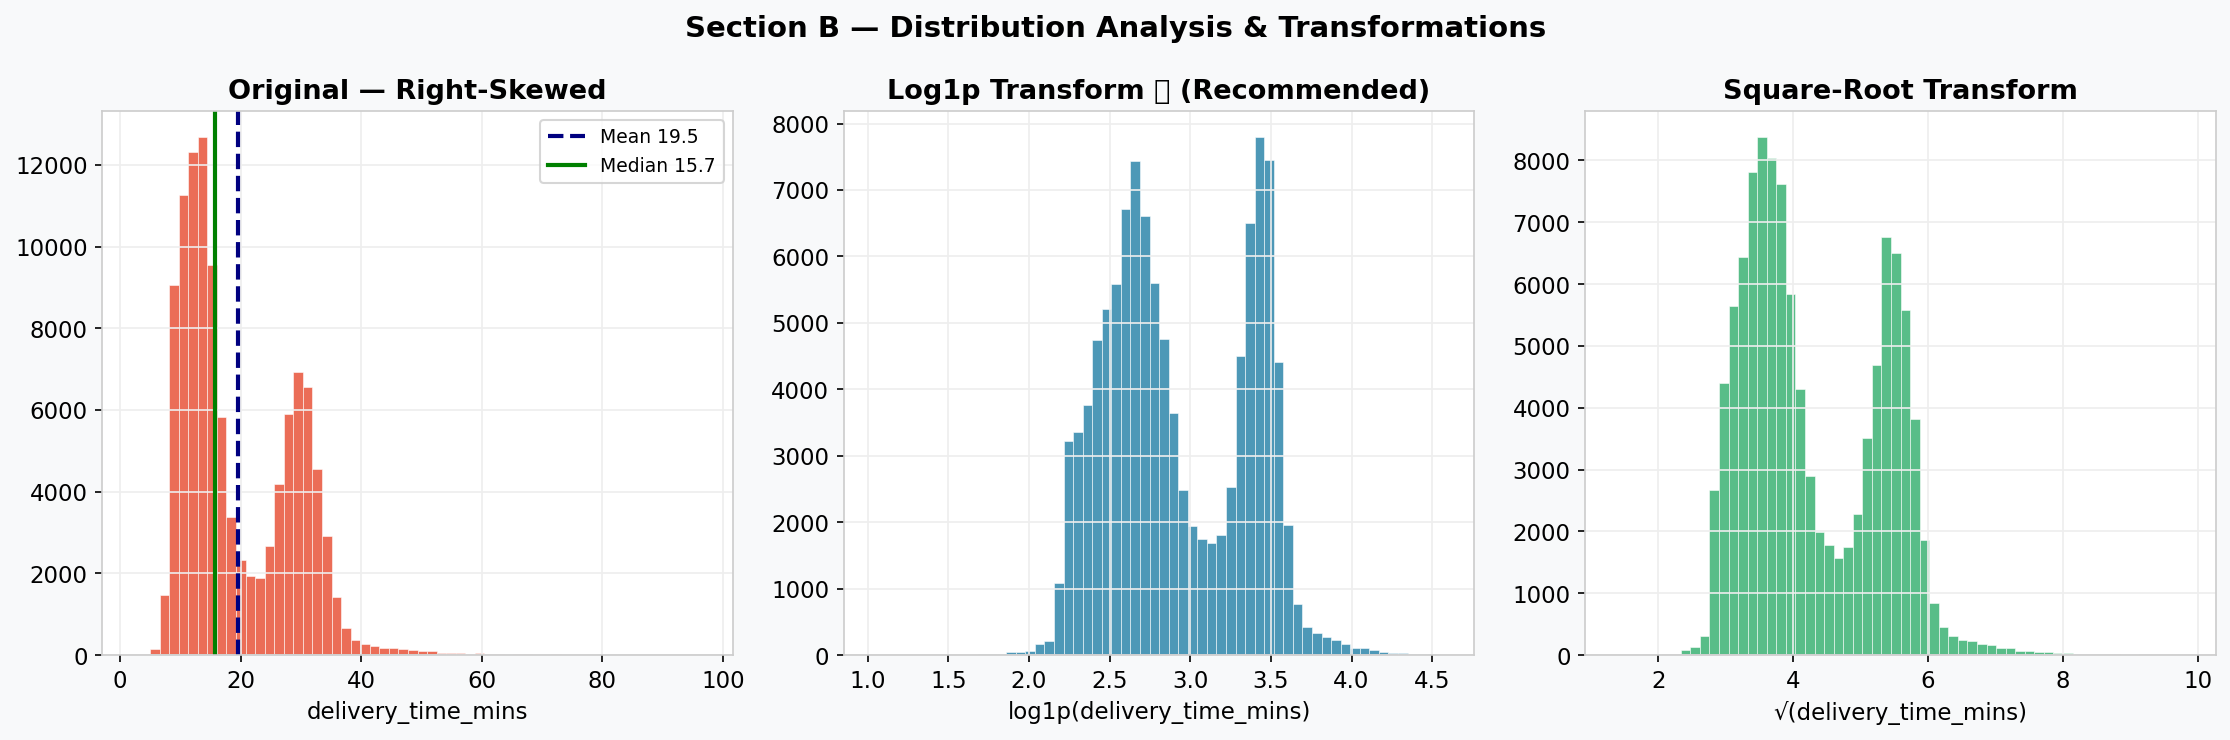 Section B — Distribution Analysis & Transformations
Original — Right-Skewed
Mean 19.5
Median 15.7
12000
10000
8000
6000
4000
2000
0
0 20 40 60 80 100
delivery_time_mins
Log1p Transform ▯ (Recommended)
8000
7000
6000
5000
4000
3000
2000
1000
0
1.0 1.5 2.0 2.5 3.0 3.5 4.0 4.5
log1p(delivery_time_mins)
Square-Root Transform
8000
7000
6000
5000
4000
3000
2000
1000
0
2 4 6 8 10
√(delivery_time_mins)